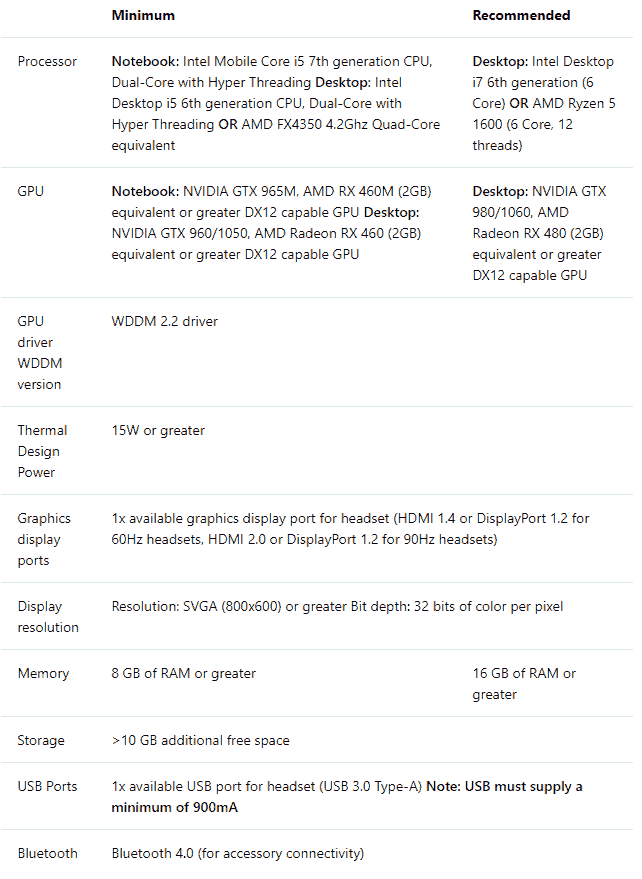 Minimum Recommended
Processor
Notebook: Intel Mobile Core i5 7th generation CPU,
Dual-Core with Hyper Threading Desktop: Intel
Desktop i5 6th generation CPU, Dual-Core with
Hyper Threading OR AMD FX4350 4.2Ghz Quad-Core
equivalent
Desktop: Intel Desktop
i7 6th generation (6
Core) OR AMD Ryzen 5
1600 (6 Core, 12
threads)
GPU
Notebook: NVIDIA GTX 965M, AMD RX 460M (2GB)
equivalent or greater DX12 capable GPU Desktop:
NVIDIA GTX 960/1050, AMD Radeon RX 460 (2GB)
equivalent or greater DX12 capable GPU
Desktop: NVIDIA GTX
980/1060, AMD
Radeon RX 480 (2GB)
equivalent or greater
DX12 capable GPU
GPU
driver
WDDM
version
WDDM 2.2 driver
Thermal
Design
Power
15W or greater
Graphics
display
ports
1x available graphics display port for headset (HDMI 1.4 or DisplayPort 1.2 for
60Hz headsets, HDMI 2.0 or DisplayPort 1.2 for 90Hz headsets)
Display
resolution
Resolution: SVGA (800x600) or greater Bit depth: 32 bits of color per pixel
Memory
8 GB of RAM or greater
16 GB of RAM or
greater
Storage
>10 GB additional free space
USB Ports
1x available USB port for headset (USB 3.0 Type-A) Note: USB must supply a
minimum of 900mA
Bluetooth
Bluetooth 4.0 (for accessory connectivity)